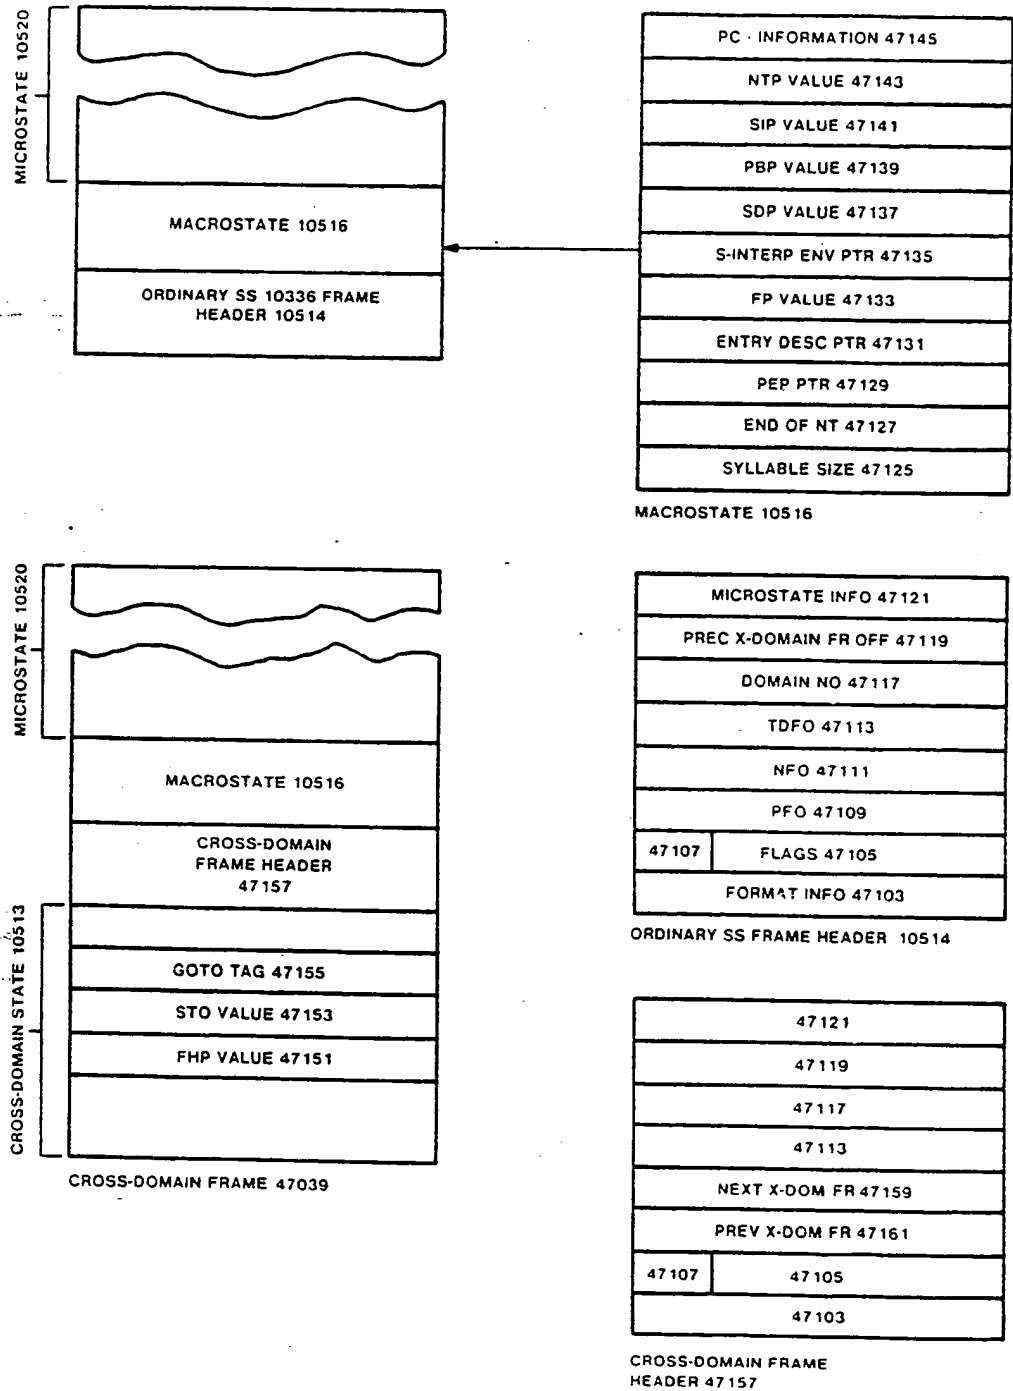 MICROSTATE 10520
MACROSTATE 10516
ORDINARY SS 10336 FRAME
HEADER 10514
PC - INFORMATION 47145
NTP VALUE 47143
SIP VALUE 47141
PBP VALUE 47139
SDP VALUE 47137
S-INTERP ENV PTR 47135
FP VALUE 47133
ENTRY DESC PTR 47131
PEP PTR 47129
END OF NT 47127
SYLLABLE SIZE 47125
MACROSTATE 10516
MICROSTATE 10520
MACROSTATE 10516
CROSS-DOMAIN
FRAME HEADER
47157
CROSS-DOMAIN STATE 10513
GOTO TAG 47155
STO VALUE 47153
FHP VALUE 47151
CROSS-DOMAIN FRAME 47039
MICROSTATE INFO 47121
PREC X-DOMAIN FR OFF 47119
DOMAIN NO 47117
TDFO 47113
NFO 47111
PFO 47109
47107 FLAGS 47105
FORMAT INFO 47103
ORDINARY SS FRAME HEADER 10514
47121
47119
47117
47113
NEXT X-DOM FR 47159
PREV X-DOM FR 47161
47107 47105
47103
CROSS-DOMAIN FRAME
HEADER 47157